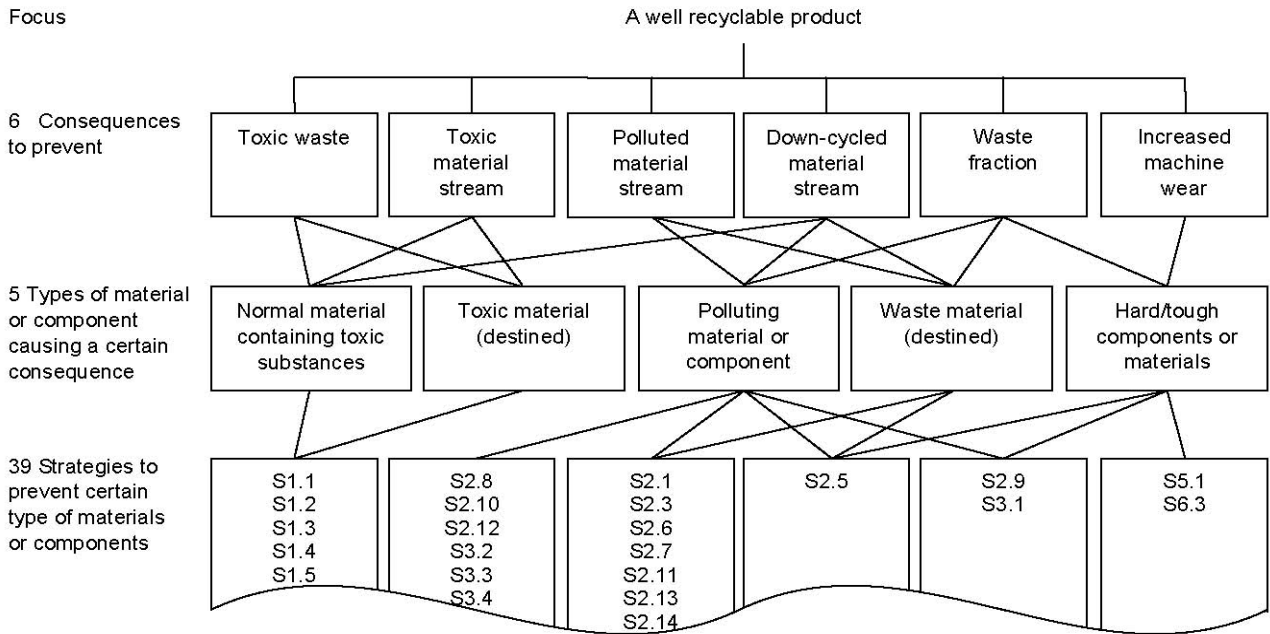 Focus
A well recyclable product
6 Consequences
to prevent
Toxic waste
Toxic
material
stream
Polluted
material
stream
Down-cycled
material
stream
Waste
fraction
Increased
machine
wear
5 Types of material
or component
causing a certain
consequence
Normal material
containing toxic
substances
Toxic material
(destined)
Polluting
material or
component
Waste material
(destined)
Hard/tough
components or
materials
39 Strategies to
prevent certain
type of materials
or components
S1.1
S1.2
S1.3
S1.4
S1.5
S2.8
S2.10
S2.12
S3.2
S3.3
S3.4
S2.1
S2.3
S2.6
S2.7
S2.11
S2.13
S2.14
S2.5
S2.9
S3.1
S5.1
S6.3